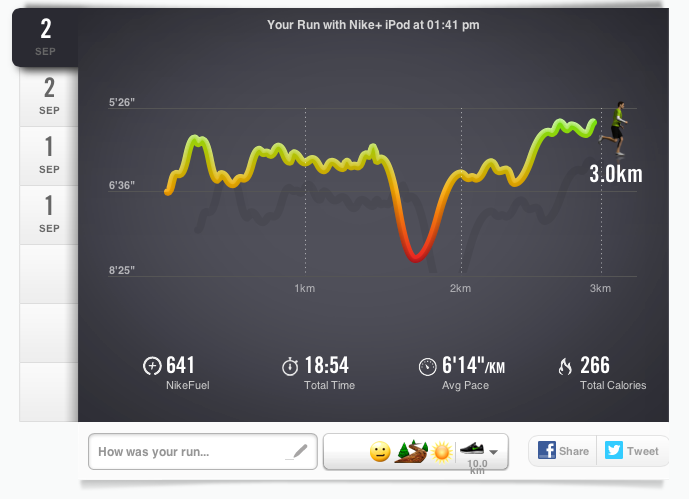 2
SEP
2
SEP
1
SEP
1
SEP
Your Run with Nike+ iPod at 01:41 pm
5'26"
6'36"
8'25"
3.0km
1km
2km
3km
641
NikeFuel
18:54
Total Time
6'14"/KM
Avg Pace
266
Total Calories
How was your run...
10.0
km
Share
Tweet